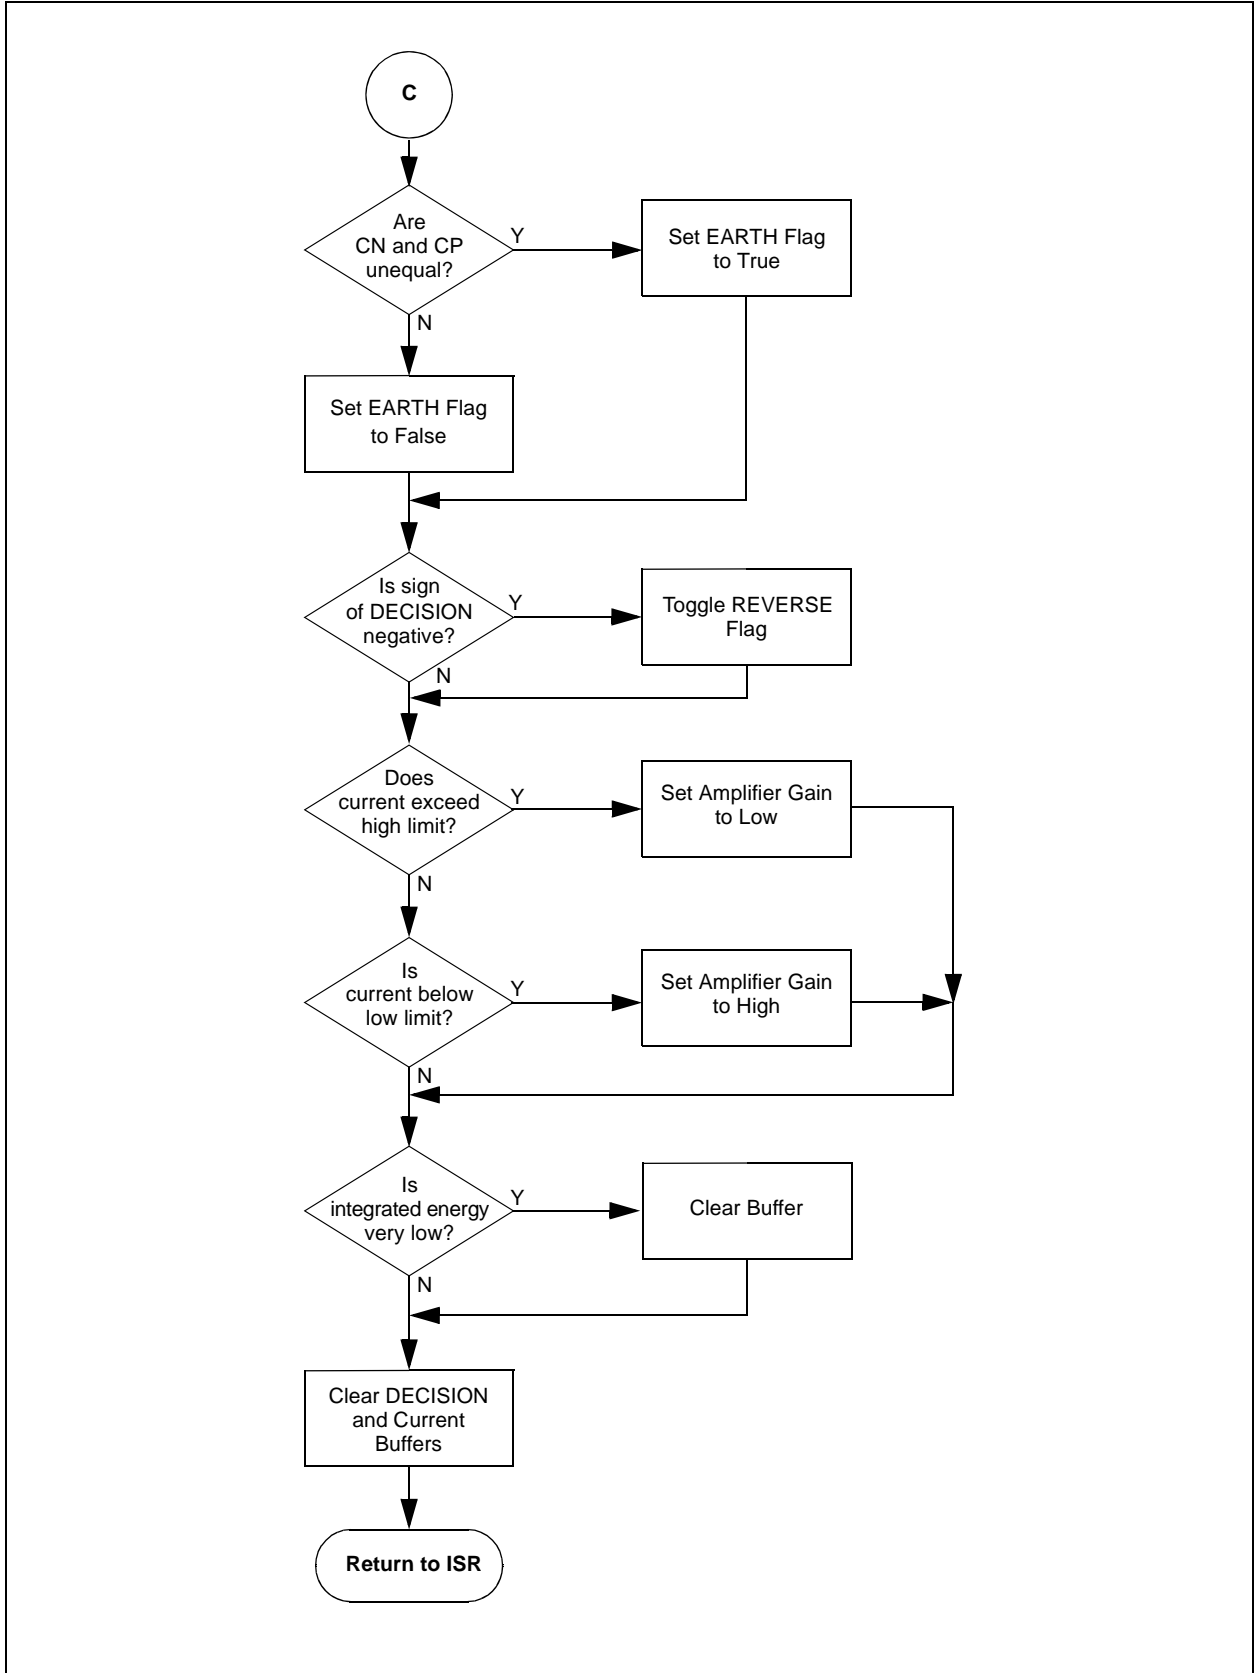 C
Are
CN and CP
unequal?
Y
Set EARTH Flag
to True
N
Set EARTH Flag
to False
Is sign
of DECISION
negative?
Y
Toggle REVERSE
Flag
N
Does
current exceed
high limit?
Y
Set Amplifier Gain
to Low
N
Is
current below
low limit?
Y
Set Amplifier Gain
to High
N
Is
integrated energy
very low?
Y
Clear Buffer
N
Clear DECISION
and Current
Buffers
Return to ISR